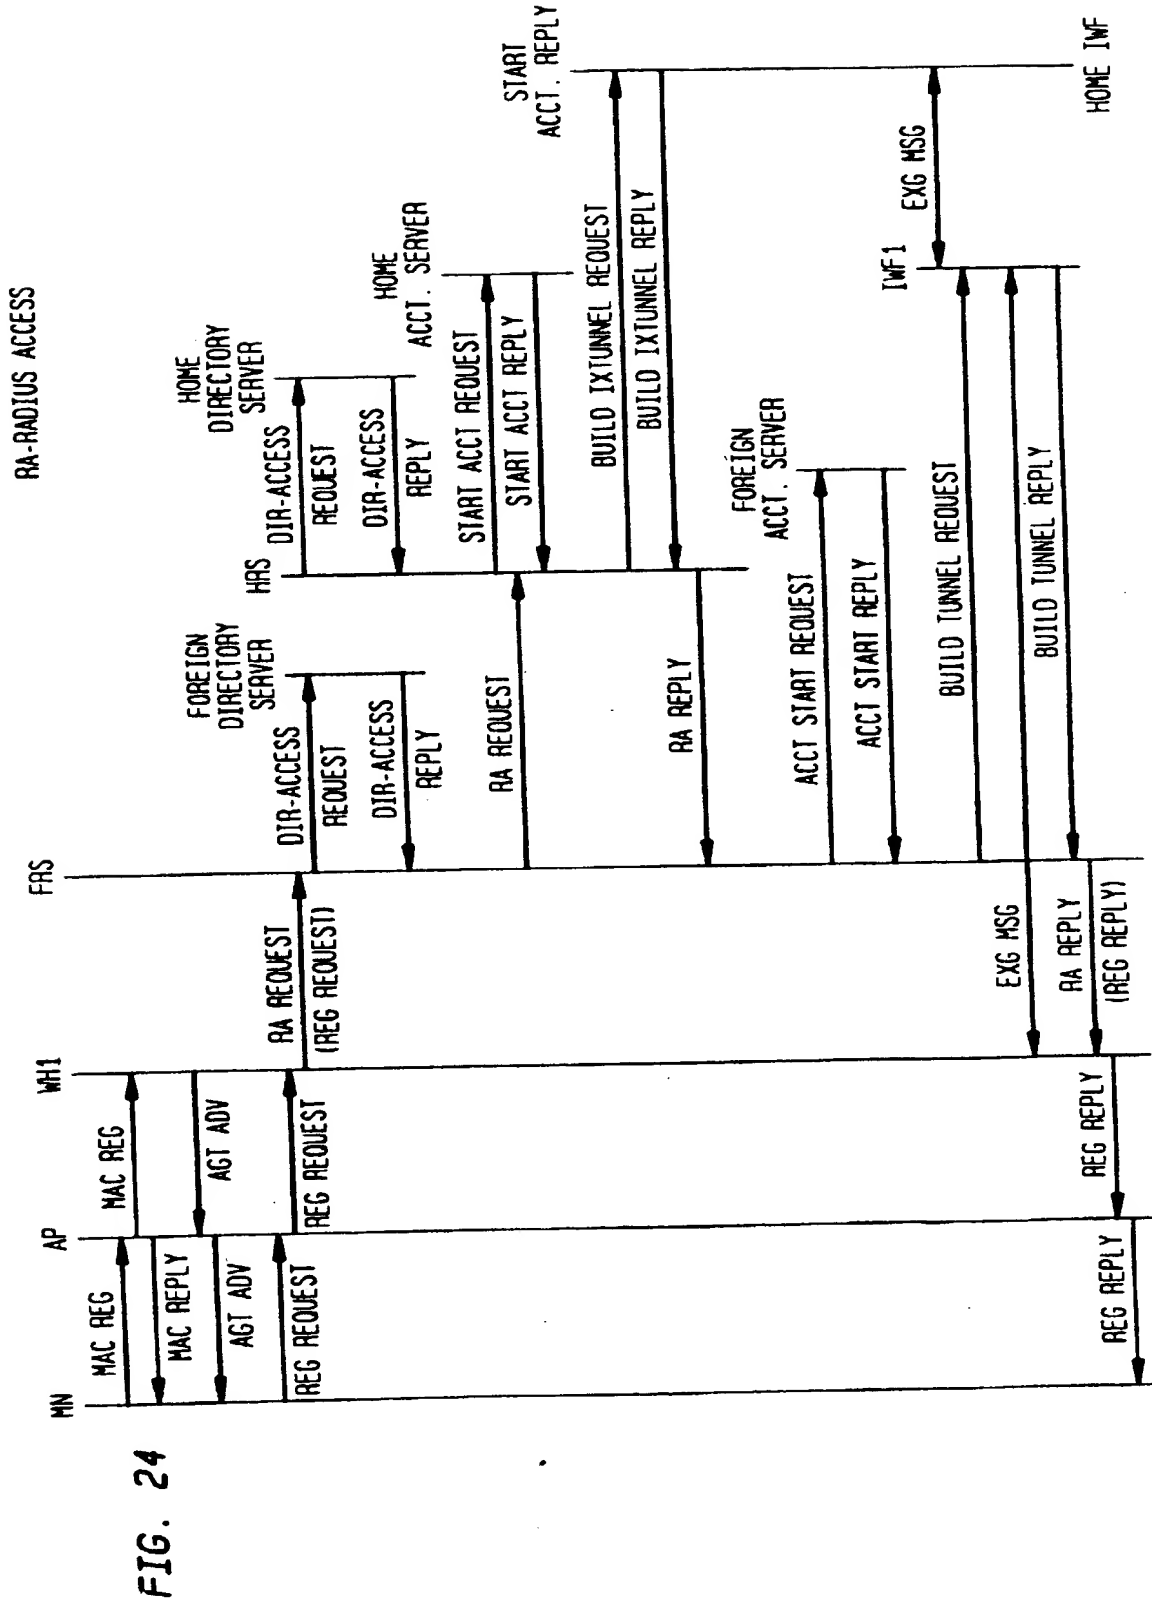 FIG. 24
RA-RADIUS ACCESS
MN
AP
WH1
FRS
FOREIGN
DIRECTORY
SERVER
HRS
HOME
DIRECTORY
SERVER
HOME
ACCT. SERVER
START
ACCT. REPLY
MAC REG
MAC REG
MAC REPLY
AGT ADV
AGT ADV
REG REQUEST
REG REQUEST
RA REQUEST
(REG REQUEST)
DIR-ACCESS
REQUEST
DIR-ACCESS
REPLY
RA REQUEST
DIR-ACCESS
REQUEST
DIR-ACCESS
REPLY
START ACCT REQUEST
START ACCT REPLY
BUILD IXTUNNEL REQUEST
BUILD IXTUNNEL REPLY
RA REPLY
FOREIGN
ACCT. SERVER
ACCT START REQUEST
ACCT START REPLY
IWF1
BUILD TUNNEL REQUEST
EXG MSG
EXG MSG
BUILD TUNNEL REPLY
RA REPLY
(REG REPLY)
REG REPLY
REG REPLY
HOME IWF